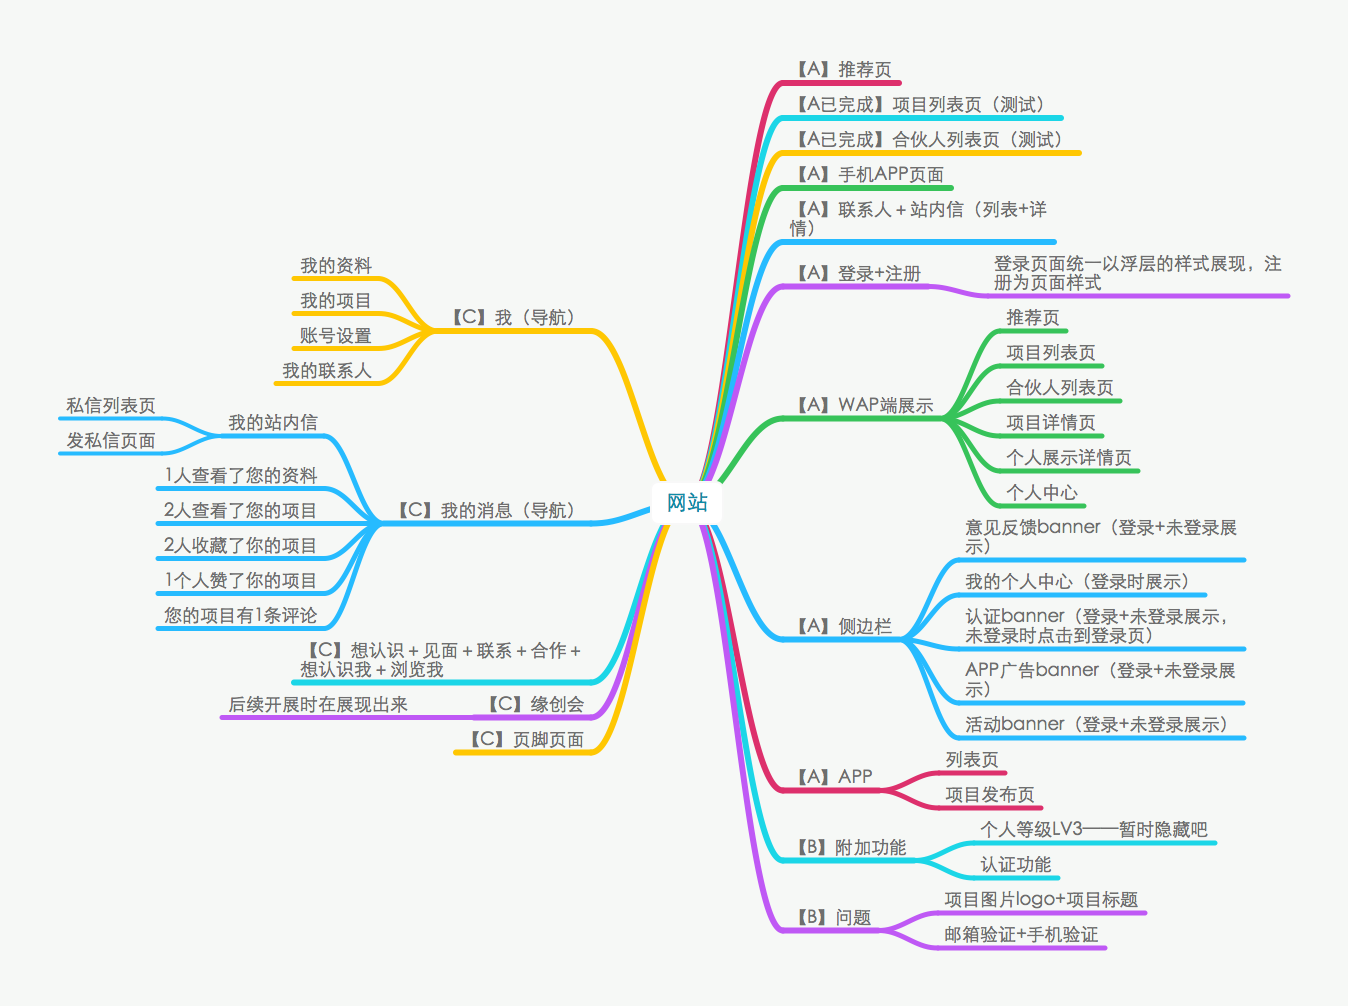 网站
【A】推荐页
【A已完成】项目列表页（测试）
【A已完成】合伙人列表页（测试）
【A】手机APP页面
【A】联系人＋站内信（列表+详
情）
【A】登录+注册
登录页面统一以浮层的样式展现，注
册为页面样式
【A】WAP端展示
推荐页
项目列表页
合伙人列表页
项目详情页
个人展示详情页
个人中心
【A】侧边栏
意见反馈banner（登录+未登录展
示）
我的个人中心（登录时展示）
认证banner（登录+未登录展示，
未登录时点击到登录页）
APP广告banner（登录+未登录展
示）
活动banner（登录+未登录展示）
【A】APP
列表页
项目发布页
【B】附加功能
个人等级LV3——暂时隐藏吧
认证功能
【B】问题
项目图片logo+项目标题
邮箱验证+手机验证
【C】我（导航）
我的资料
我的项目
账号设置
我的联系人
【C】我的消息（导航）
我的站内信
私信列表页
发私信页面
1人查看了您的资料
2人查看了您的项目
2人收藏了你的项目
1个人赞了你的项目
您的项目有1条评论
【C】想认识＋见面＋联系＋合作＋
想认识我＋浏览我
【C】缘创会
后续开展时在展现出来
【C】页脚页面